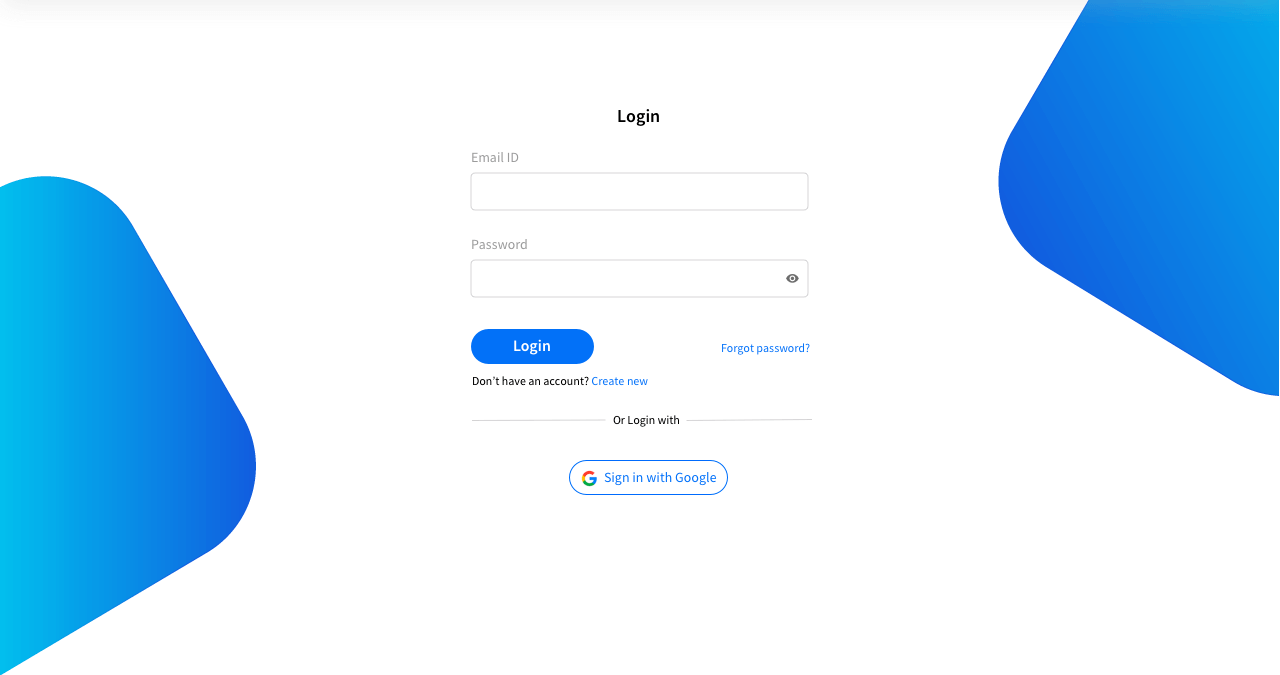 Login
Email ID
Password
Login
Forgot password?
Don't have an account? Create new
Or Login with
Sign in with Google